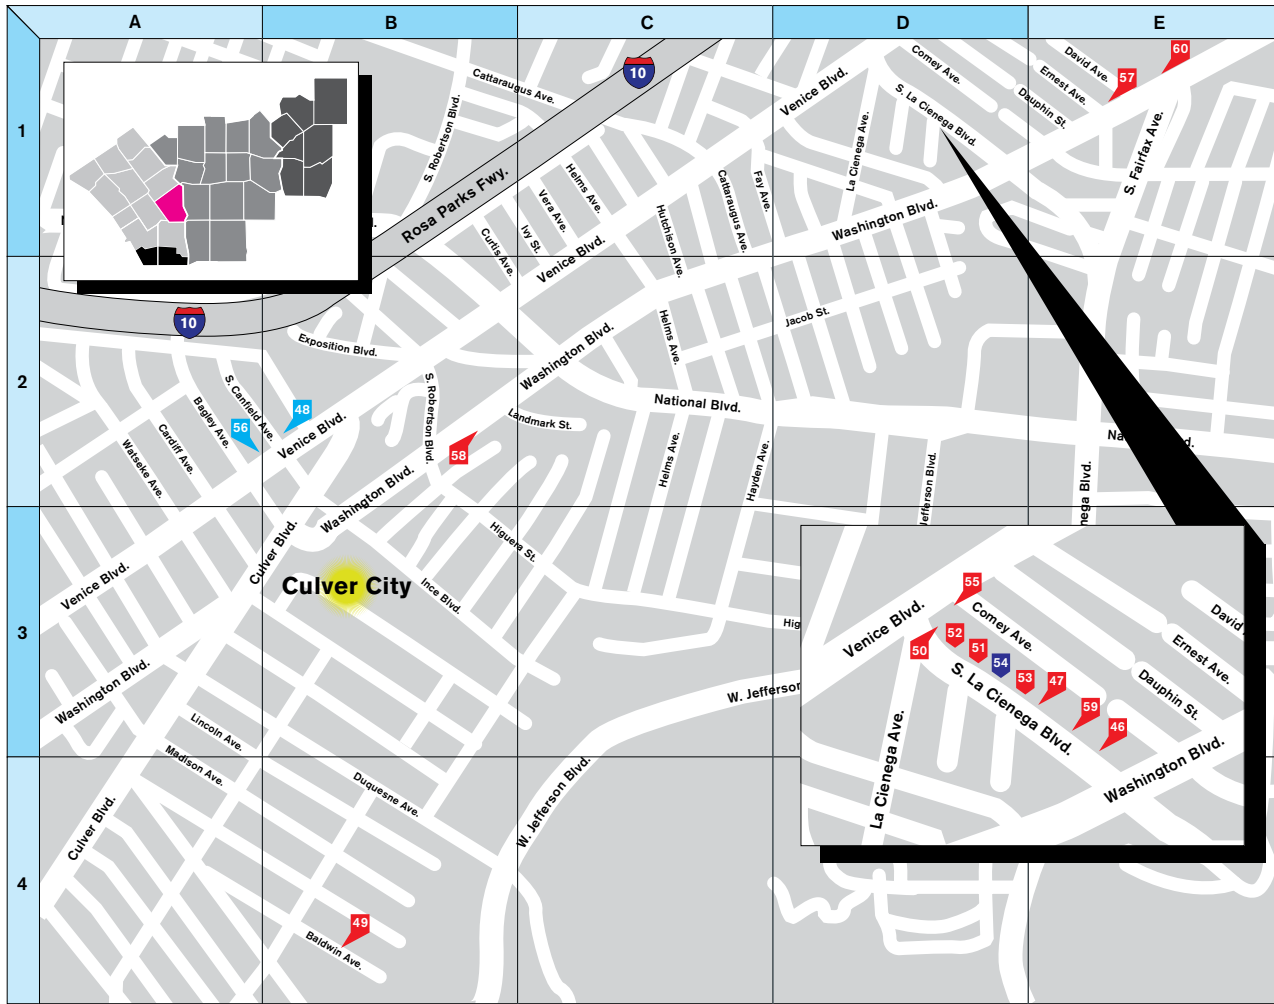 A
B
C
D
E
1
2
3
4
10
10
Cattaraugus Ave.
S. Robertson Blvd.
Rosa Parks Fwy.
Helms Ave.
Vera Ave.
Ivy St.
Curtis Ave.
Venice Blvd.
Hutchison Ave.
Cattaraugus Ave.
Fay Ave.
Venice Blvd.
Comey Ave.
S. La Cienega Blvd.
La Cienega Ave.
Washington Blvd.
David Ave.
Ernest Ave.
Dauphin St.
S. Fairfax Ave.
57
60
Exposition Blvd.
S. Canfield Ave.
Bagley Ave.
Cardiff Ave.
Watseke Ave.
56
48
Venice Blvd.
S. Robertson Blvd.
58
Washington Blvd.
Washington Blvd.
Landmark St.
Helms Ave.
Jacob St.
National Blvd.
Helms Ave.
Hayden Ave.
Jefferson Blvd.
Venice Blvd.
Culver Blvd.
Culver City
Higuera St.
Ince Blvd.
Washington Blvd.
Lincoln Ave.
Madison Ave.
W. Jefferson
Duquesne Ave.
W. Jefferson Blvd.
Culver Blvd.
49
Baldwin Ave.
Venice Blvd.
55
Comey Ave.
52
50
51
54
53
47
59
46
S. La Cienega Blvd.
La Cienega Ave.
David
Ernest Ave.
Dauphin St.
Washington Blvd.